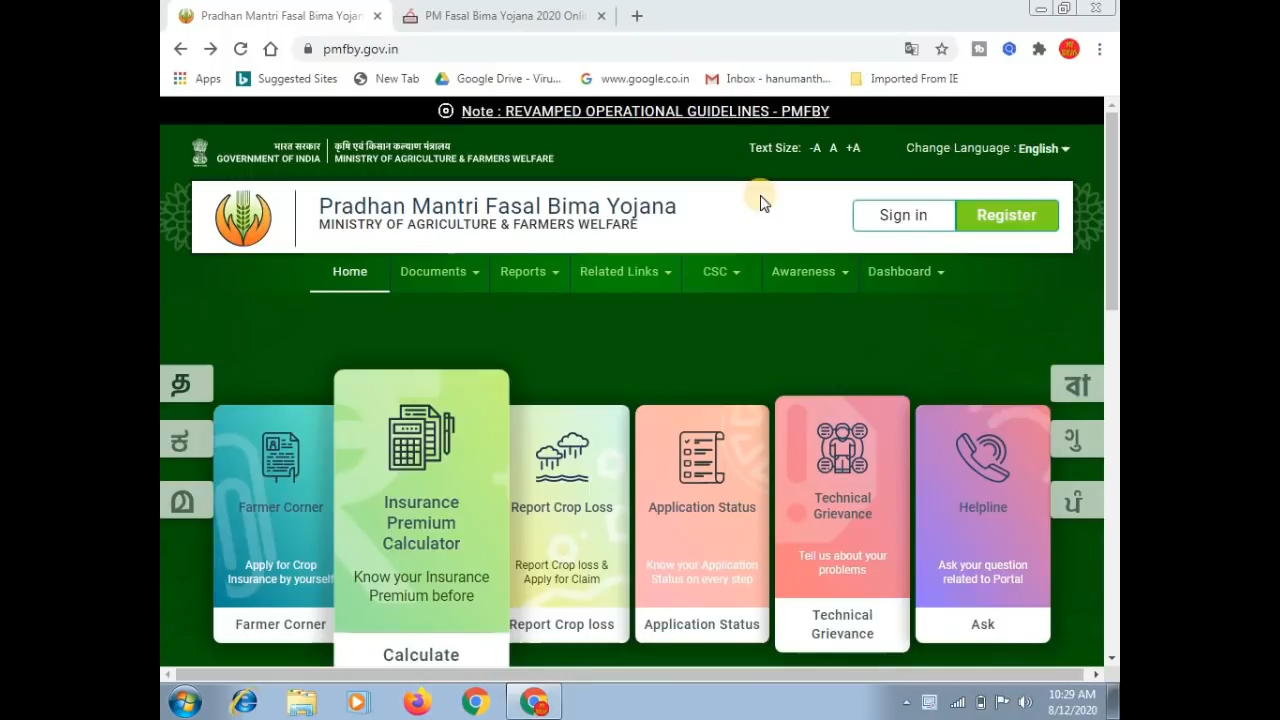 Pradhan Mantri Fasal Bima Yojan
PM Fasal Bima Yojana 2020 Onli
pmfby.gov.in
Apps
Suggested Sites
New Tab
Google Drive - Viru...
www.google.co.in
Inbox - hanumanth...
Imported From IE
Note : REVAMPED OPERATIONAL GUIDELINES - PMFBY
भारत सरकार
GOVERNMENT OF INDIA
कृषि एवं किसान कल्याण मंत्रालय
MINISTRY OF AGRICULTURE & FARMERS WELFARE
Text Size: -A A +A
Change Language : English
Pradhan Mantri Fasal Bima Yojana
MINISTRY OF AGRICULTURE & FARMERS WELFARE
Sign in
Register
Home
Documents
Reports
Related Links
CSC
Awareness
Dashboard
த
ಕ
മ
বা
ગુ
Farmer Corner
Apply for Crop
Insurance by yourself
Farmer Corner
Insurance
Premium
Calculator
Know your Insurance
Premium before
Calculate
Report Crop Loss
Report Crop loss &
Apply for Claim
Report Crop loss
Application Status
Know your Application
Status on every step
Application Status
Technical
Grievance
Tell us about your
problems
Technical
Grievance
Helpline
Ask your question
related to Portal
Ask
10:29 AM
8/12/2020